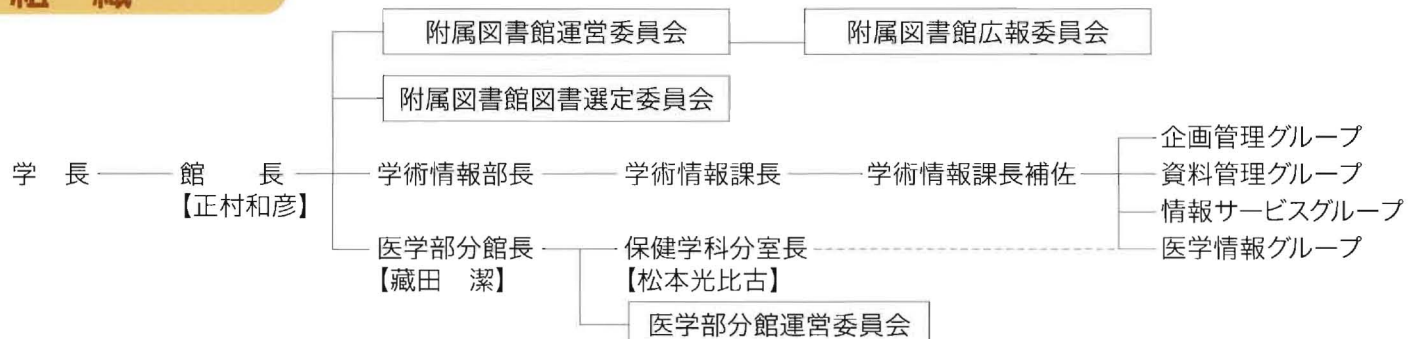 組織
附属図書館運営委員会 附属図書館広報委員会
附属図書館図書選定委員会
学 長 館 長 学術情報部長 学術情報課長 学術情報課長補佐
【正村和彦】
企画管理グループ
資料管理グループ
情報サービスグループ
医学情報グループ
医学部分館長 保健学科分室長
【藏田 潔】 【松本光比古】
医学部分館運営委員会